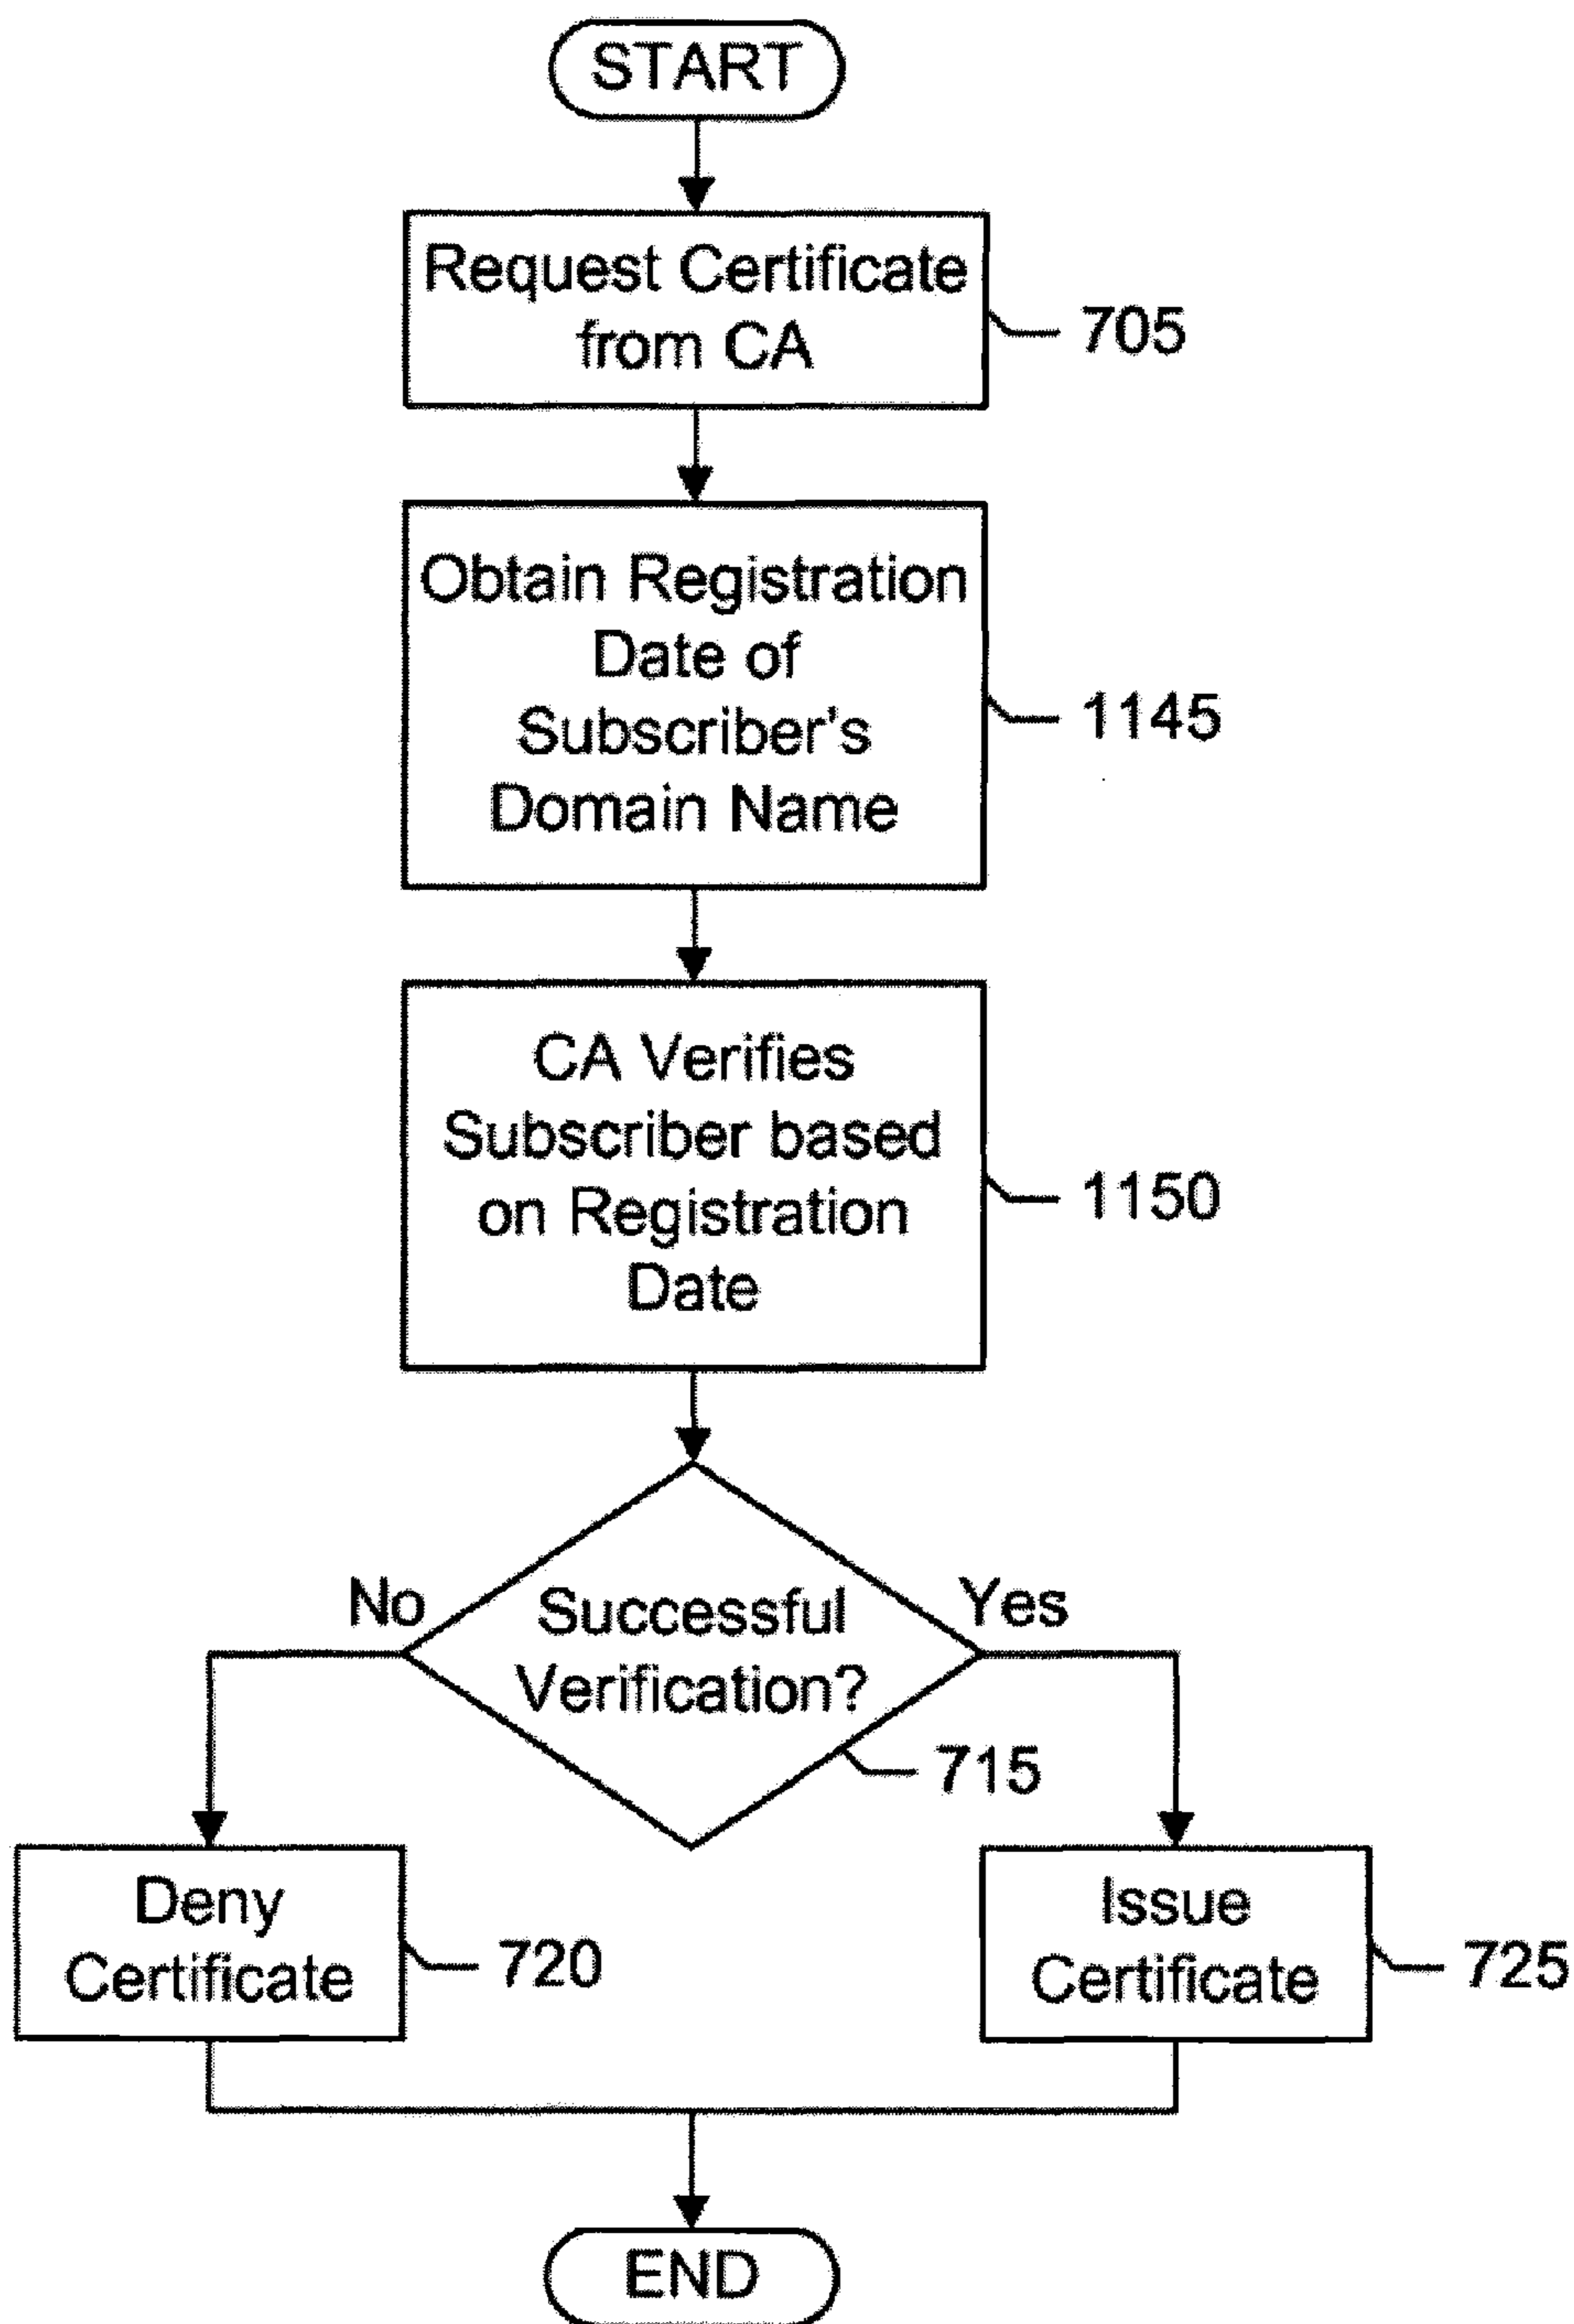 START
Request Certificate
from CA
705
Obtain Registration
Date of
Subscriber's
Domain Name
1145
CA Verifies
Subscriber based
on Registration
Date
1150
No
Successful
Verification?
Yes
715
Deny
Certificate
720
Issue
Certificate
725
END